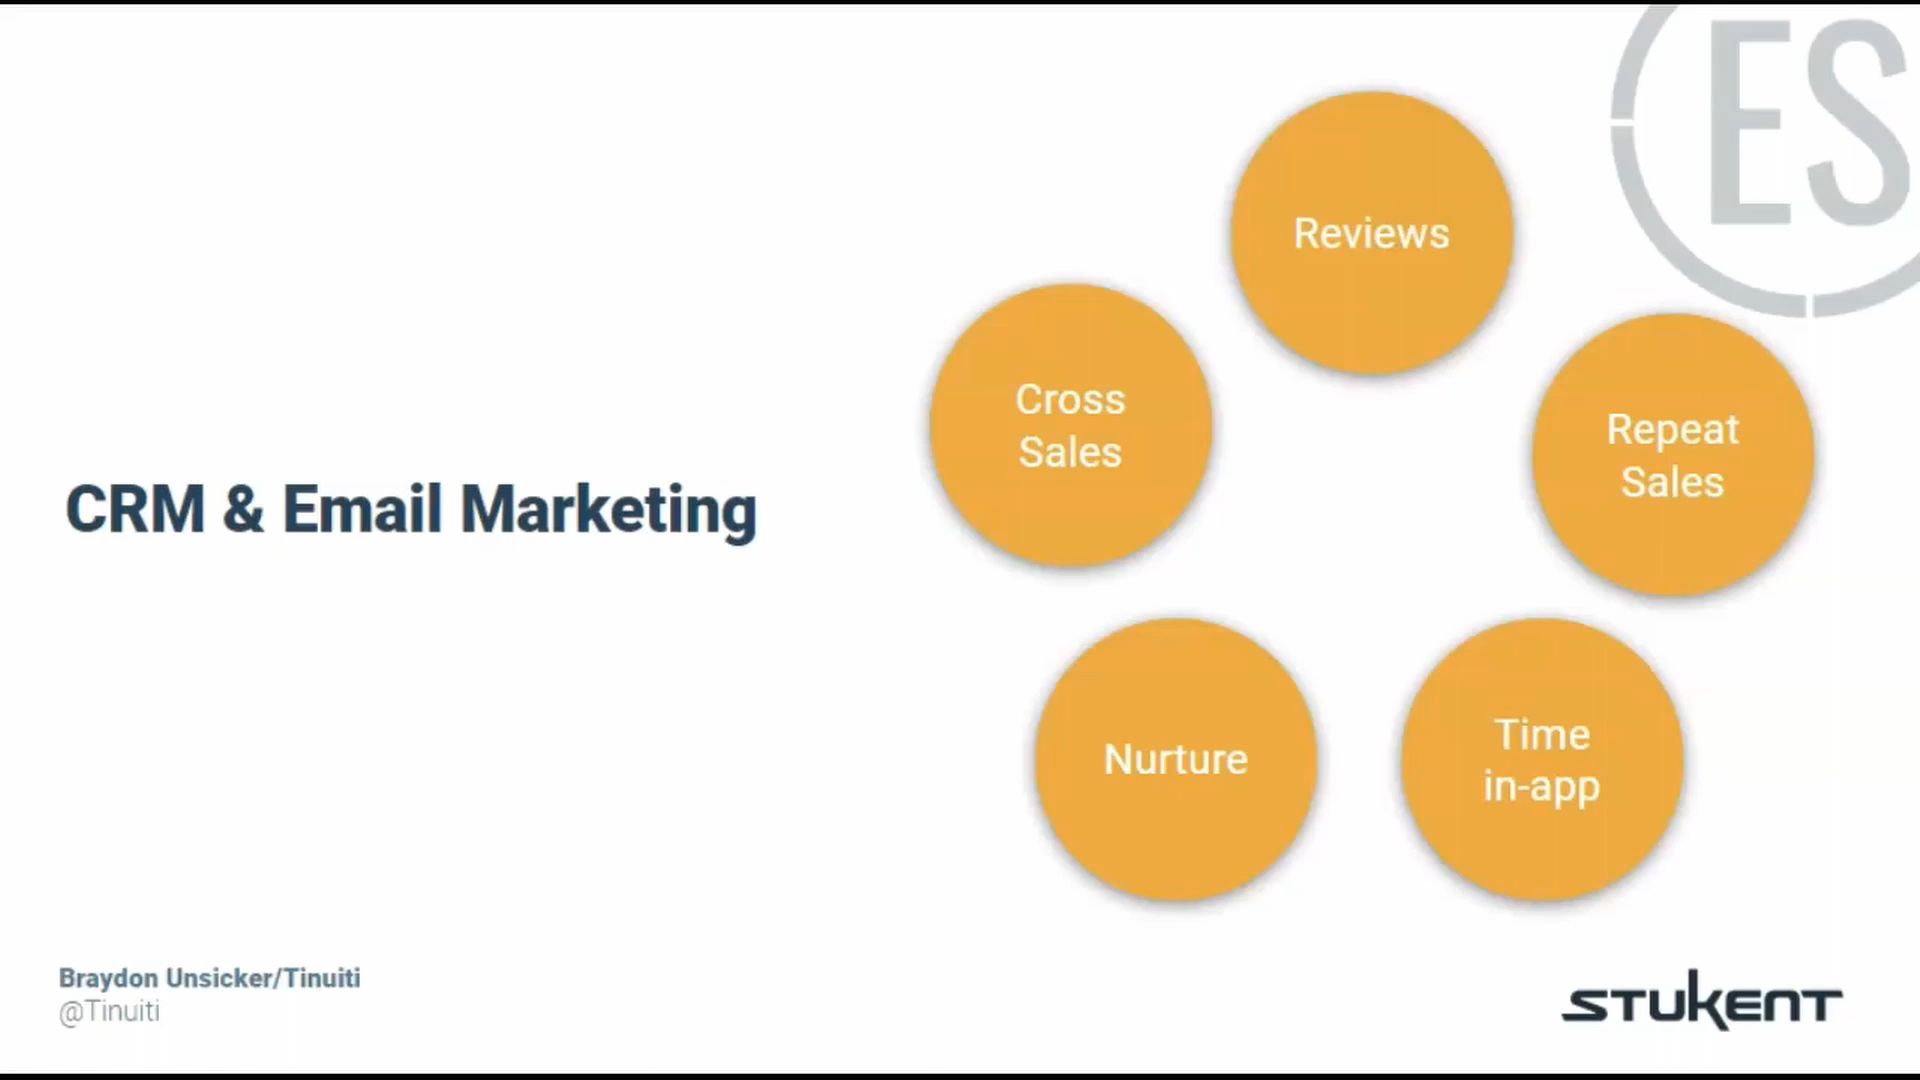 ES
Reviews
Cross
Sales
Repeat
Sales
CRM & Email Marketing
Nurture
Time
in-app
Braydon Unsicker/Tinuiti
@Tinuiti
STUKENT